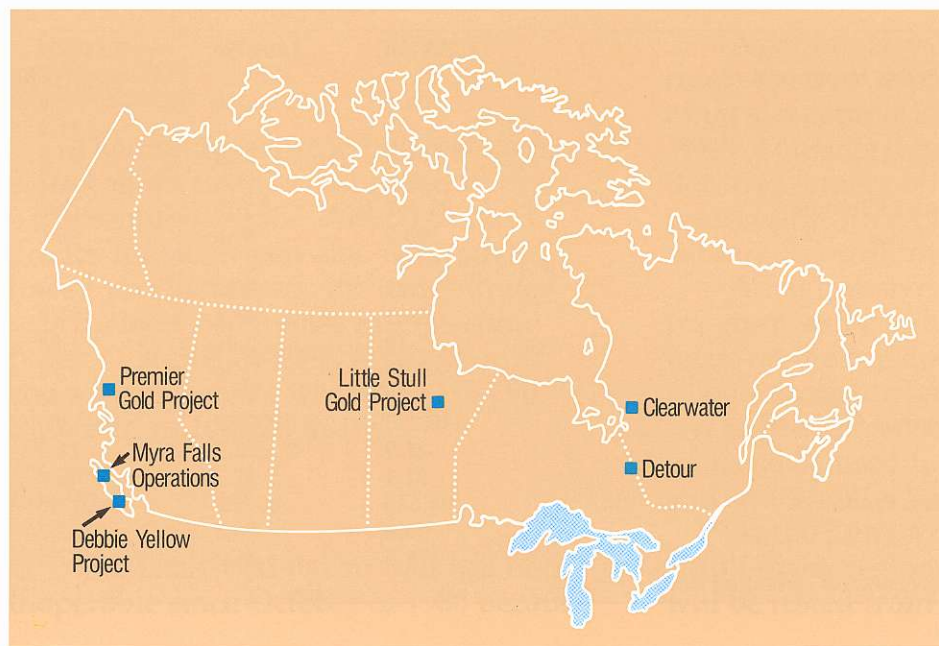 Premier
Gold Project
Little Stull
Gold Project
Clearwater
Myra Falls
Operations
Detour
Debbie Yellow
Project